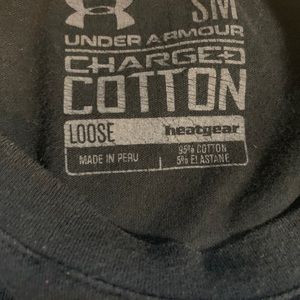 SM
UNDER ARMOUR
CHARGED
COTTON
LOOSE heatgear
MADE IN PERU 95% COTTON
5% ELASTANE